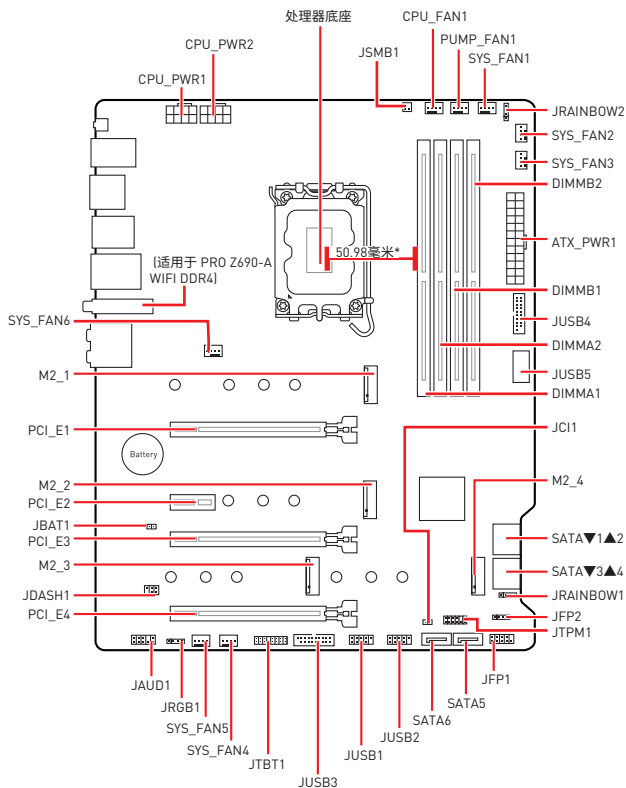 处理器底座
CPU_FAN1
CPU_PWR2
PUMP_FAN1
JSMB1
SYS_FAN1
CPU_PWR1
JRAINBOW2
SYS_FAN2
SYS_FAN3
DIMMB2
50.98毫米*
ATX_PWR1
(适用于 PRO Z690-A
WIFI DDR4)
DIMMB1
SYS_FAN6
JUSB4
DIMMA2
M2_1
JUSB5
DIMMA1
PCI_E1
JCI1
Battery
M2_2
M2_4
PCI_E2
JBAT1
PCI_E3
SATA▼1▲2
M2_3
SATA▼3▲4
JDASH1
JRAINBOW1
PCI_E4
JFP2
JTPM1
JAUD1
JFP1
JRGB1
SATA5
SYS_FAN5
SATA6
SYS_FAN4
JUSB2
JTBT1
JUSB1
JUSB3